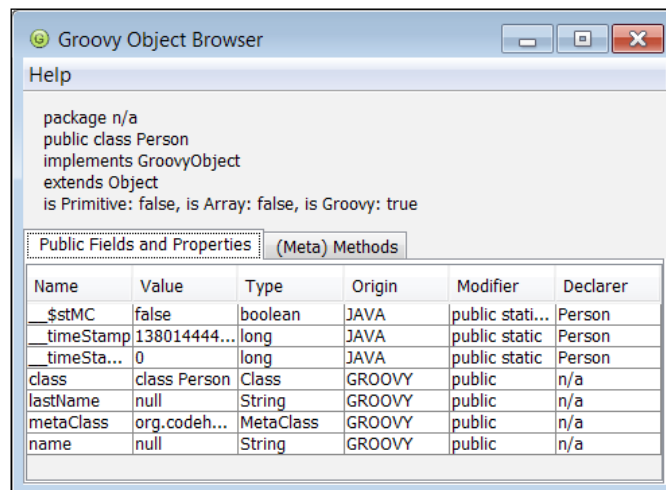 Groovy Object Browser
Help
package n/a
public class Person
implements GroovyObject
extends Object
is Primitive: false, is Array: false, is Groovy: true
Public Fields and Properties (Meta) Methods
Name Value Type Origin Modifier Declarer
__$stMC false boolean JAVA public stati... Person
__timeStamp 138014444... long JAVA public static Person
__timeSta... 0 long JAVA public static Person
class class Person Class GROOVY public n/a
lastName null String GROOVY public n/a
metaClass org.codeh... MetaClass GROOVY public n/a
name null String GROOVY public n/a